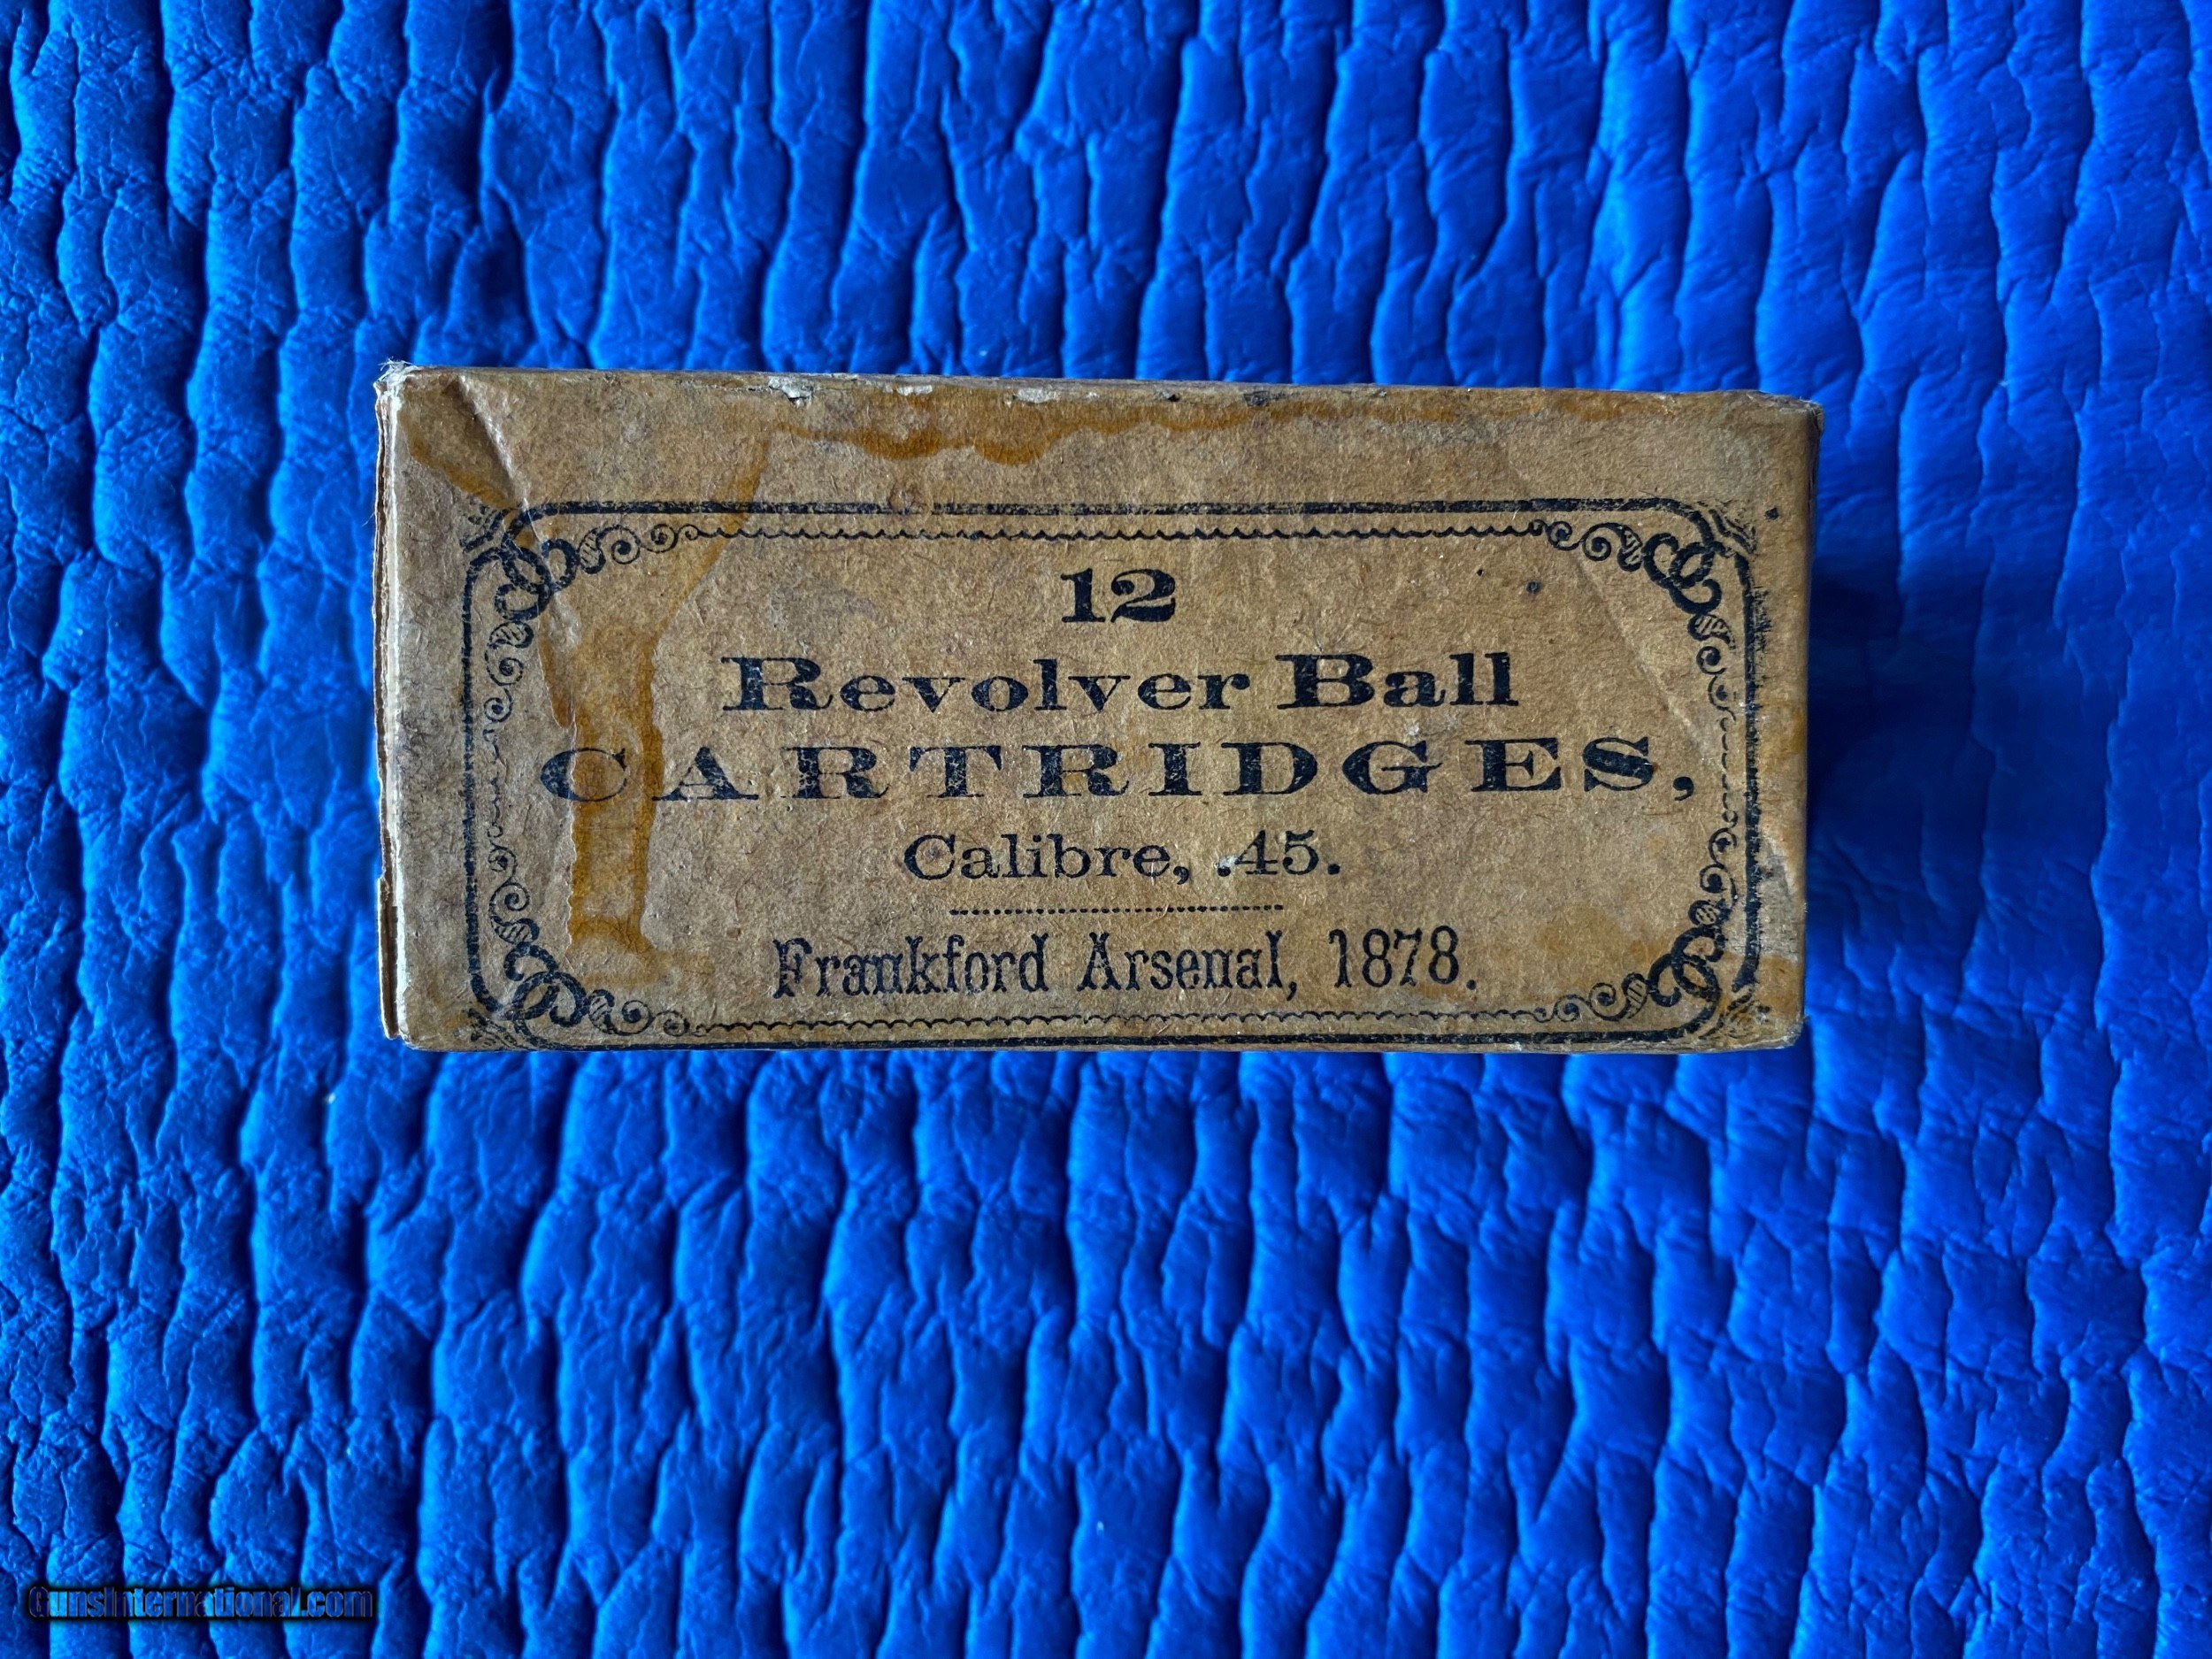 12
Revolver Ball
CARTRIDGES,
Calibre, .45.
Frankford Arsenal, 1878.
GunsInternational.com